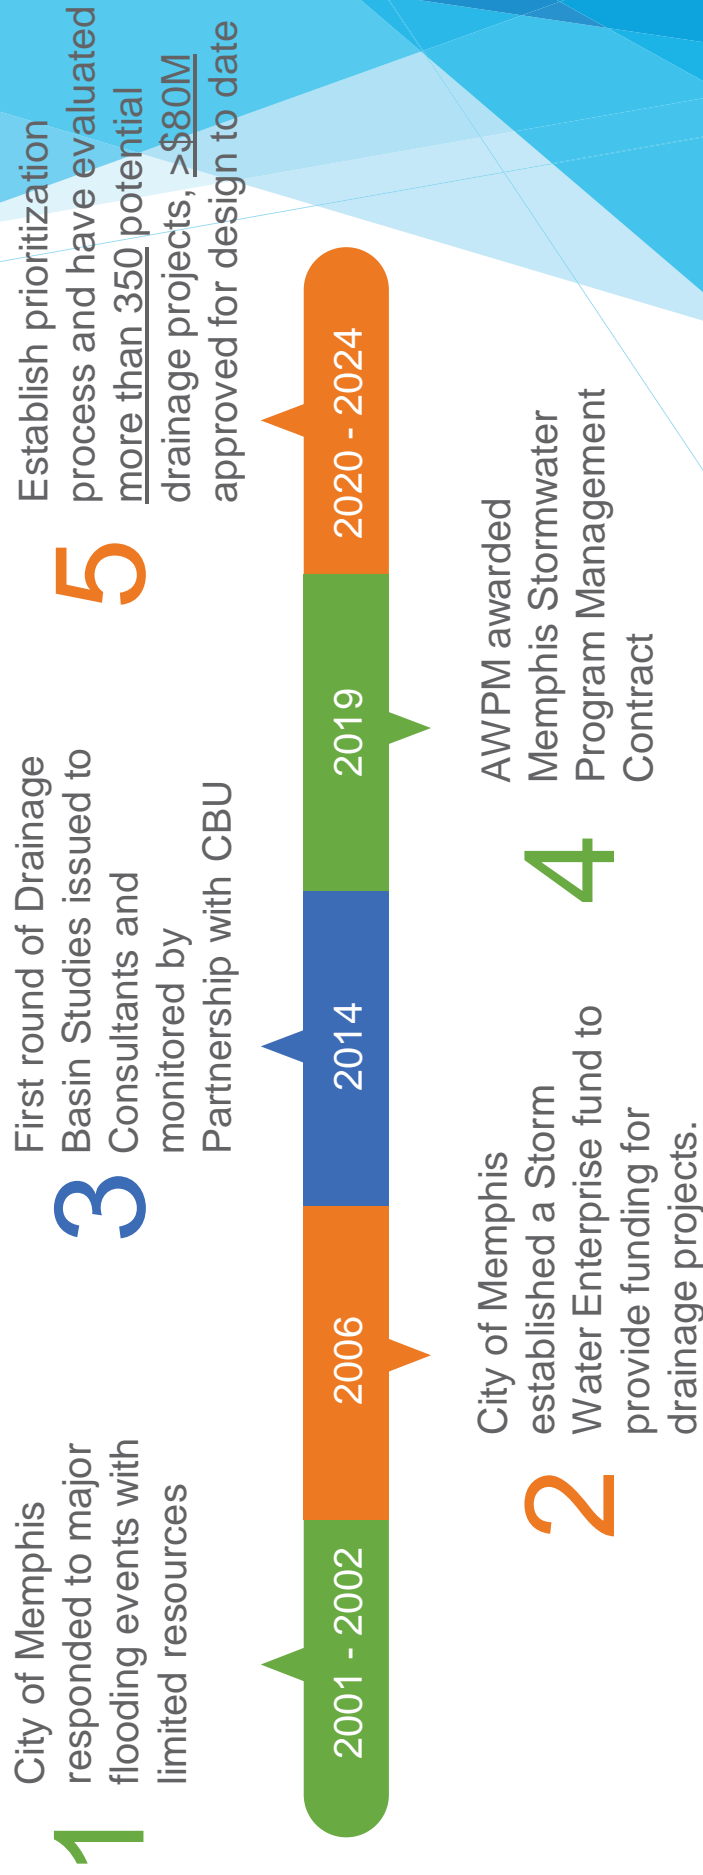 1
City of Memphis
responded to major
flooding events with
limited resources
3
First round of Drainage
Basin Studies issued to
Consultants and
monitored by
Partnership with CBU
5
Establish prioritization
process and have evaluated
more than 350 potential
drainage projects, >$80M
approved for design to date
2001 - 2002
2006
2014
2019
2020 - 2024
2
City of Memphis
established a Storm
Water Enterprise fund to
provide funding for
drainage projects.
4
AWPM awarded
Memphis Stormwater
Program Management
Contract